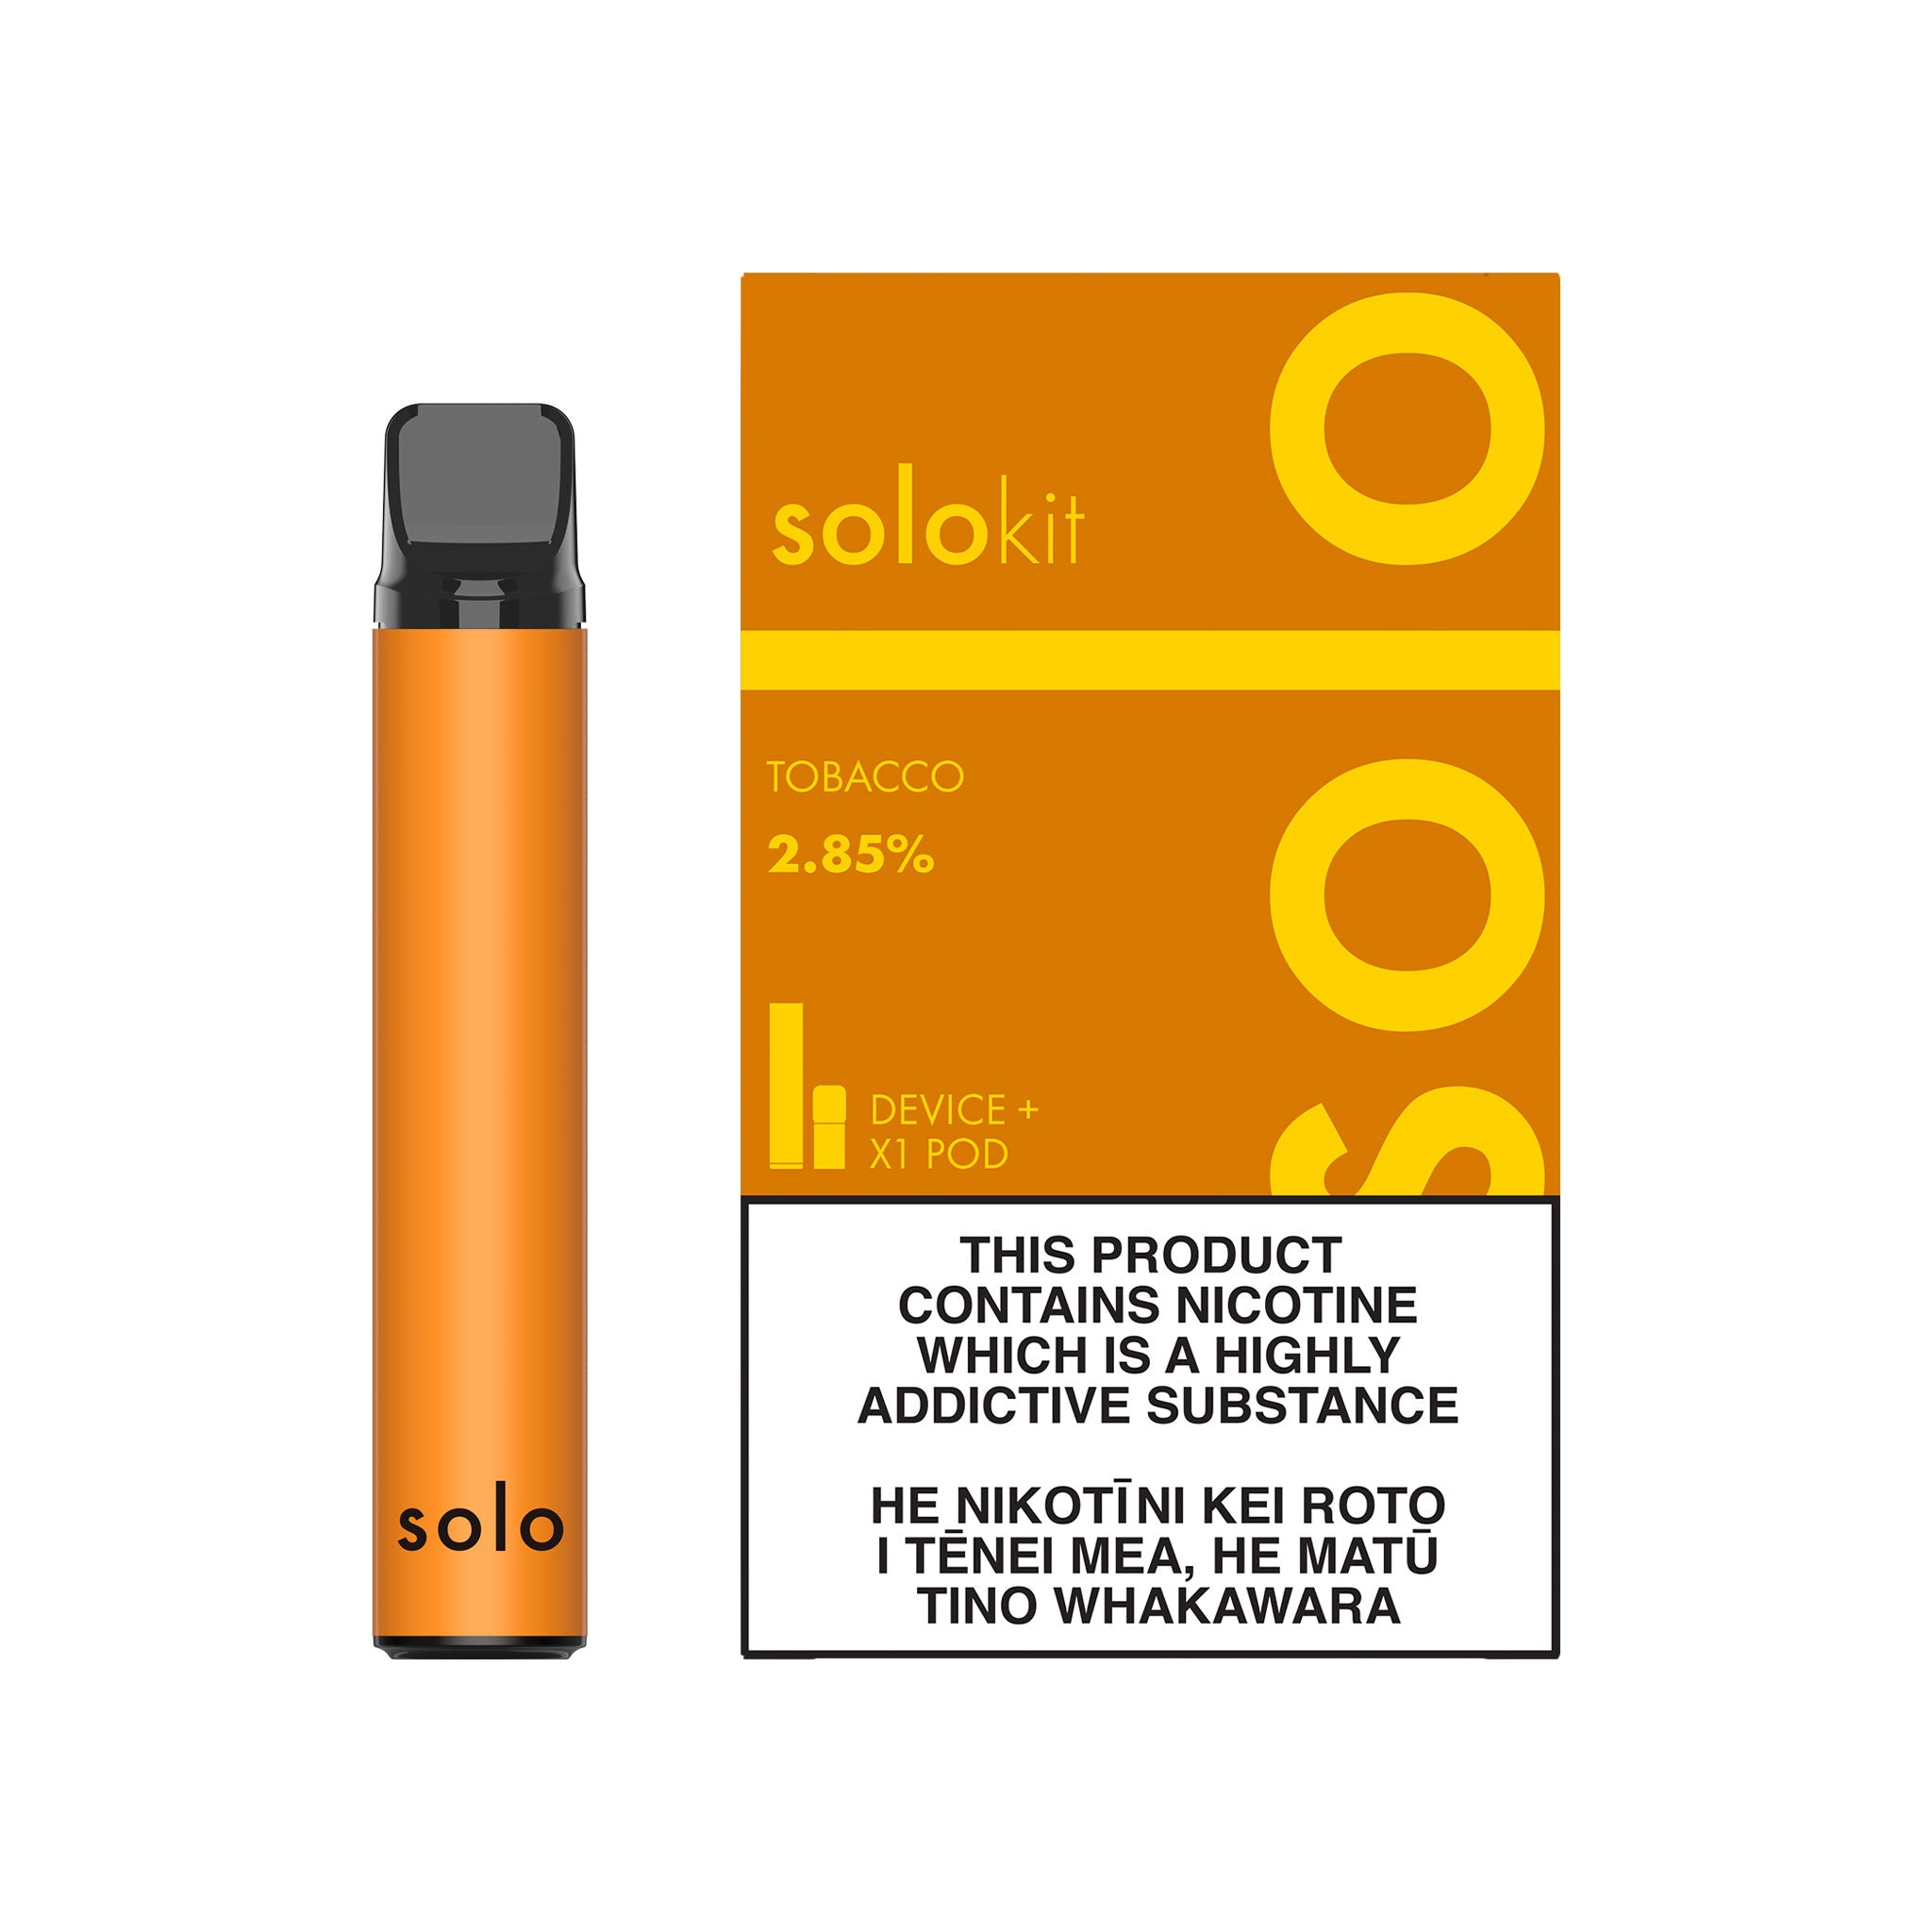 solo
solokit
TOBACCO
2.85%
DEVICE +
X1 POD
SOLO
THIS PRODUCT
CONTAINS NICOTINE
WHICH IS A HIGHLY
ADDICTIVE SUBSTANCE
HE NIKOTĪNI KEI ROTO
I TĒNEI MEA, HE MATŪ
TINO WHAKAWARA